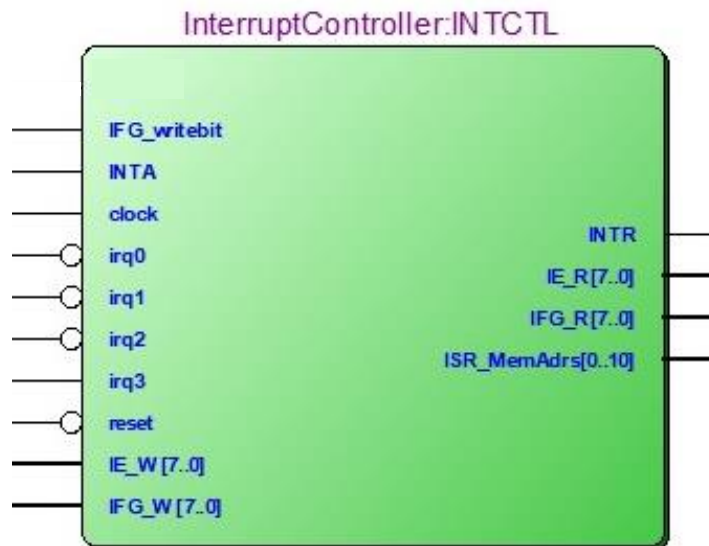 InterruptController:INTCTL
IFG_writebit
INTA
clock
irq0
irq1
irq2
irq3
reset
IE_W[7..0]
IFG_W[7..0]
INTR
IE_R[7..0]
IFG_R[7..0]
ISR_MemAdrs[0..10]